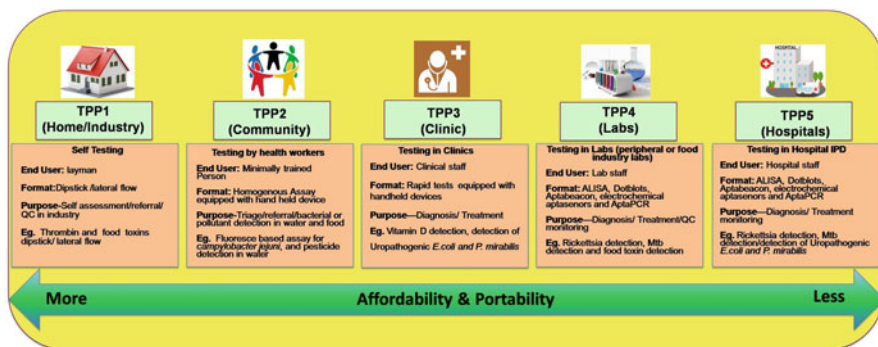 HOSPITAL
TPP1
(Home/Industry)
TPP2
(Community)
TPP3
(Clinic)
TPP4
(Labs)
TPP5
(Hospitals)
Self Testing
End User: layman
Format:Dipstick /lateral flow
Purpose-Self assessment/referral/
QC in industry
Eg. Thrombin and food toxins
dipstick/ lateral flow
Testing by health workers
End User: Minimally trained
Person
Format: Homogenous Assay
equipped with hand held device
Purpose-Triage/referral/bacterial or
pollutant detection in water and food
Eg. Fluoresce based assay for
campylobacter jejuni, and pesticide
detection in water
Testing in Clinics
End User: Clinical staff
Format: Rapid tests equipped with
handheld devices
Purpose—Diagnosis/ Treatment
Eg. Vitamin D detection, detection of
Uropathogenic E.coli and P. mirabilis
Testing in Labs (peripheral or food
industry labs)
End User: Lab staff
Format: ALISA, Dotblots,
Aptabeacon, electrochemical
aptasenors and AptaPCR
Purpose—Diagnosis/ Treatment/QC
monitoring
Eg. Rickettsia detection, Mtb
detection and food toxin detection
Testing in Hospital IPD
End User: Hospital staff
Format: ALISA, Dotblots,
Aptabeacon, electrochemical
aptasenors and AptaPCR
Purpose—Diagnosis/ Treatment
monitoring
Eg. Rickettsia detection, Mtb
detection/detection of Uropathogenic
E.coli and P. mirabilis
More
Affordability & Portability
Less